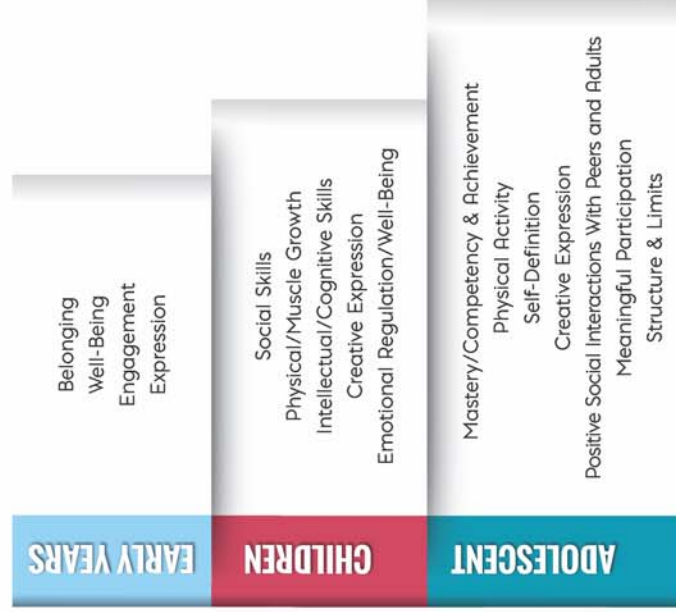 EARLY YEARS
Belonging
Well-Being
Engagement
Expression
CHILDREN
Social Skills
Physical/Muscle Growth
Intellectual/Cognitive Skills
Creative Expression
Emotional Regulation/Well-Being
ADOLESCENT
Mastery/Competency & Achievement
Physical Activity
Self-Definition
Creative Expression
Positive Social Interactions With Peers and Adults
Meaningful Participation
Structure & Limits